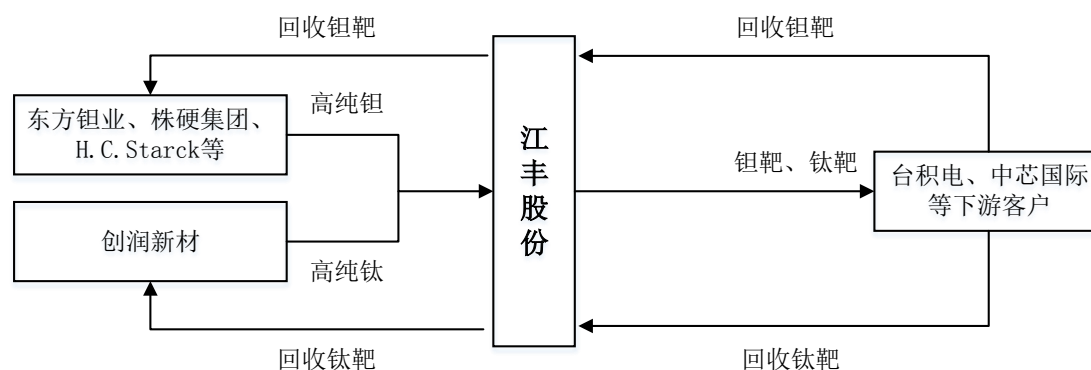 回收钽靶
回收钽靶
东方钽业、株硬集团、
H.C.Starck等
高纯钽
江
丰
股
份
钽靶、钛靶
台积电、中芯国际
等下游客户
创润新材
高纯钛
回收钛靶
回收钛靶